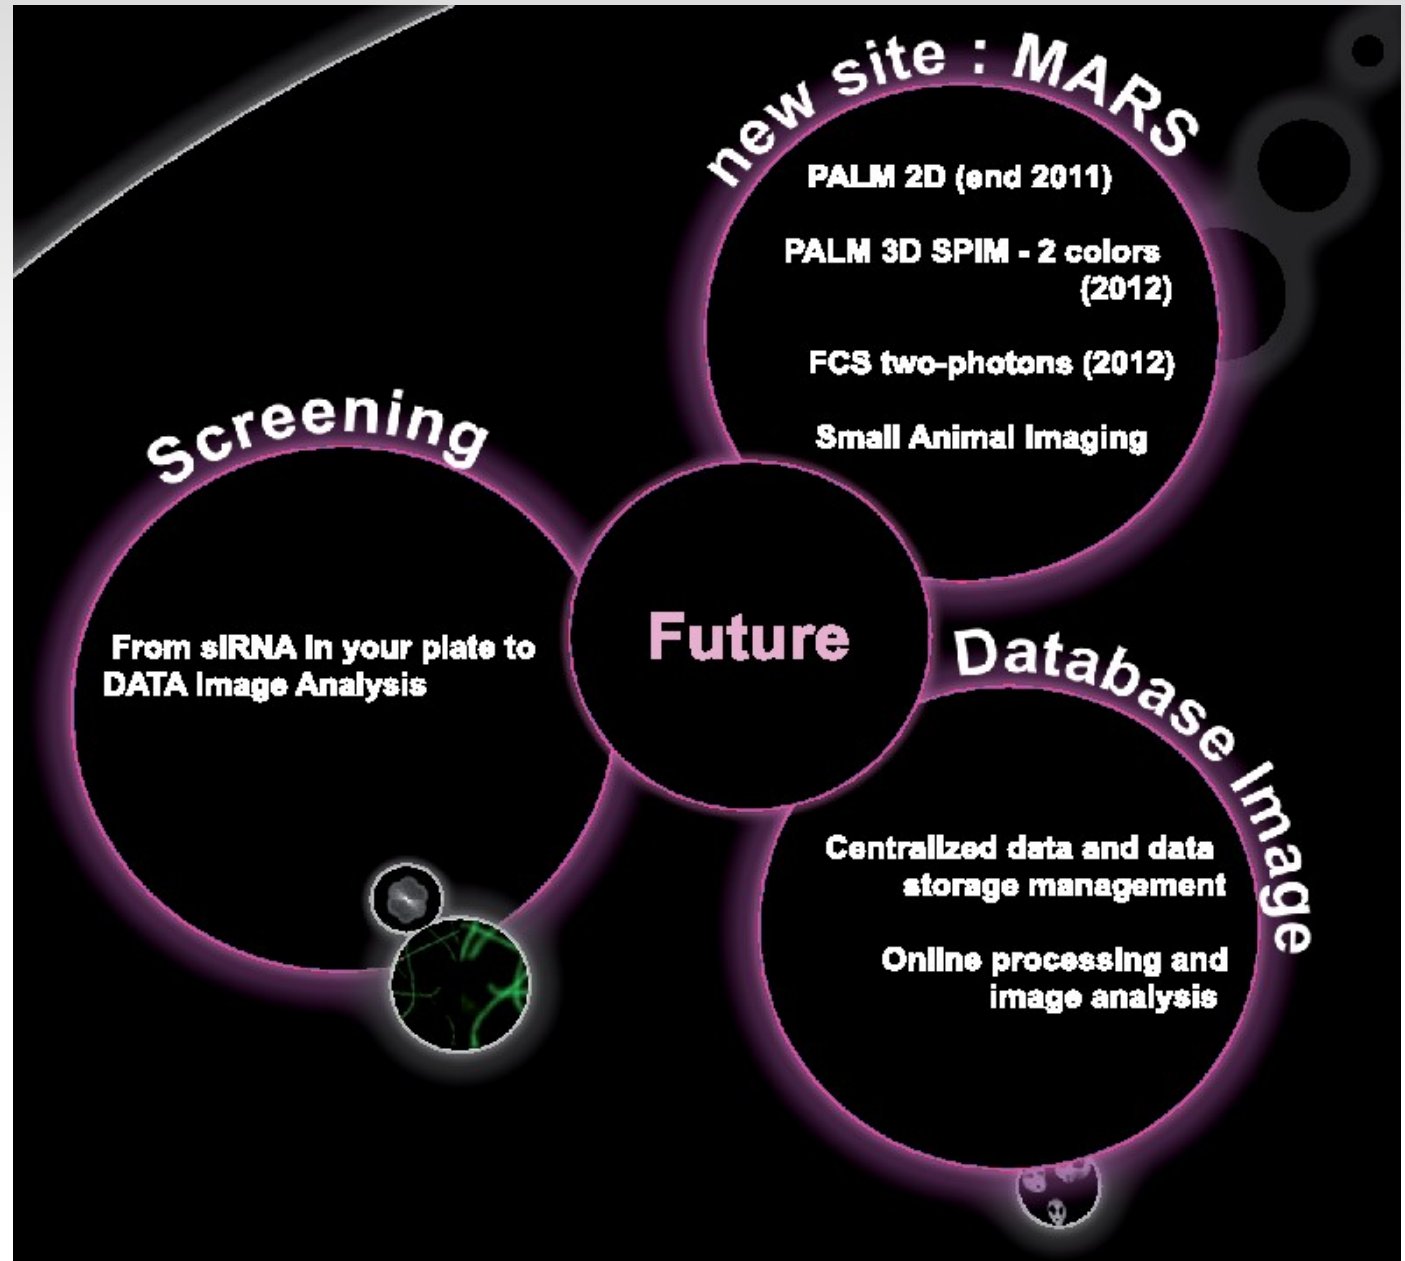 new site : MARS
PALM 2D (end 2011)
PALM 3D SPIM - 2 colors
(2012)
FCS two-photons (2012)
Small Animal Imaging
Screening
From siRNA in your plate to
DATA Image Analysis
Future
Database Image
Centralized data and data
storage management
Online processing and
image analysis